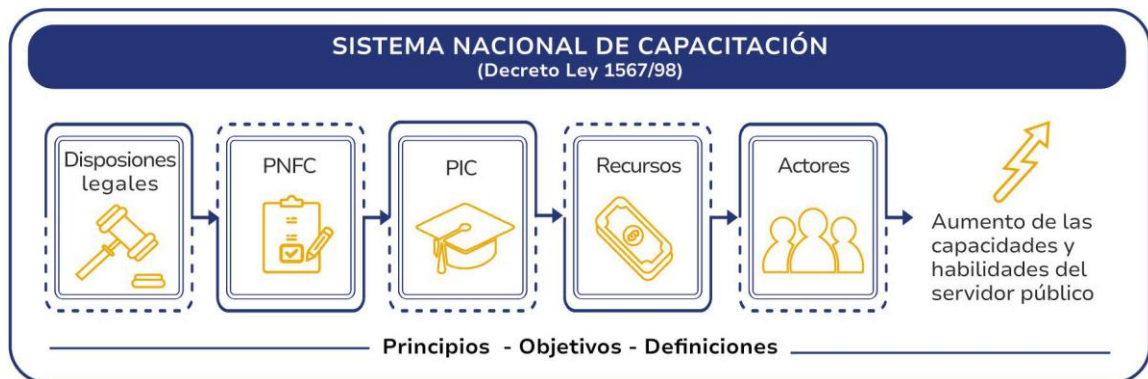 SISTEMA NACIONAL DE CAPACITACIÓN
(Decreto Ley 1567/98)
Disposiones
legales
PNFC
PIC
Recursos
Actores
Aumento de las
capacidades y
habilidades del
servidor público
Principios - Objetivos - Definiciones